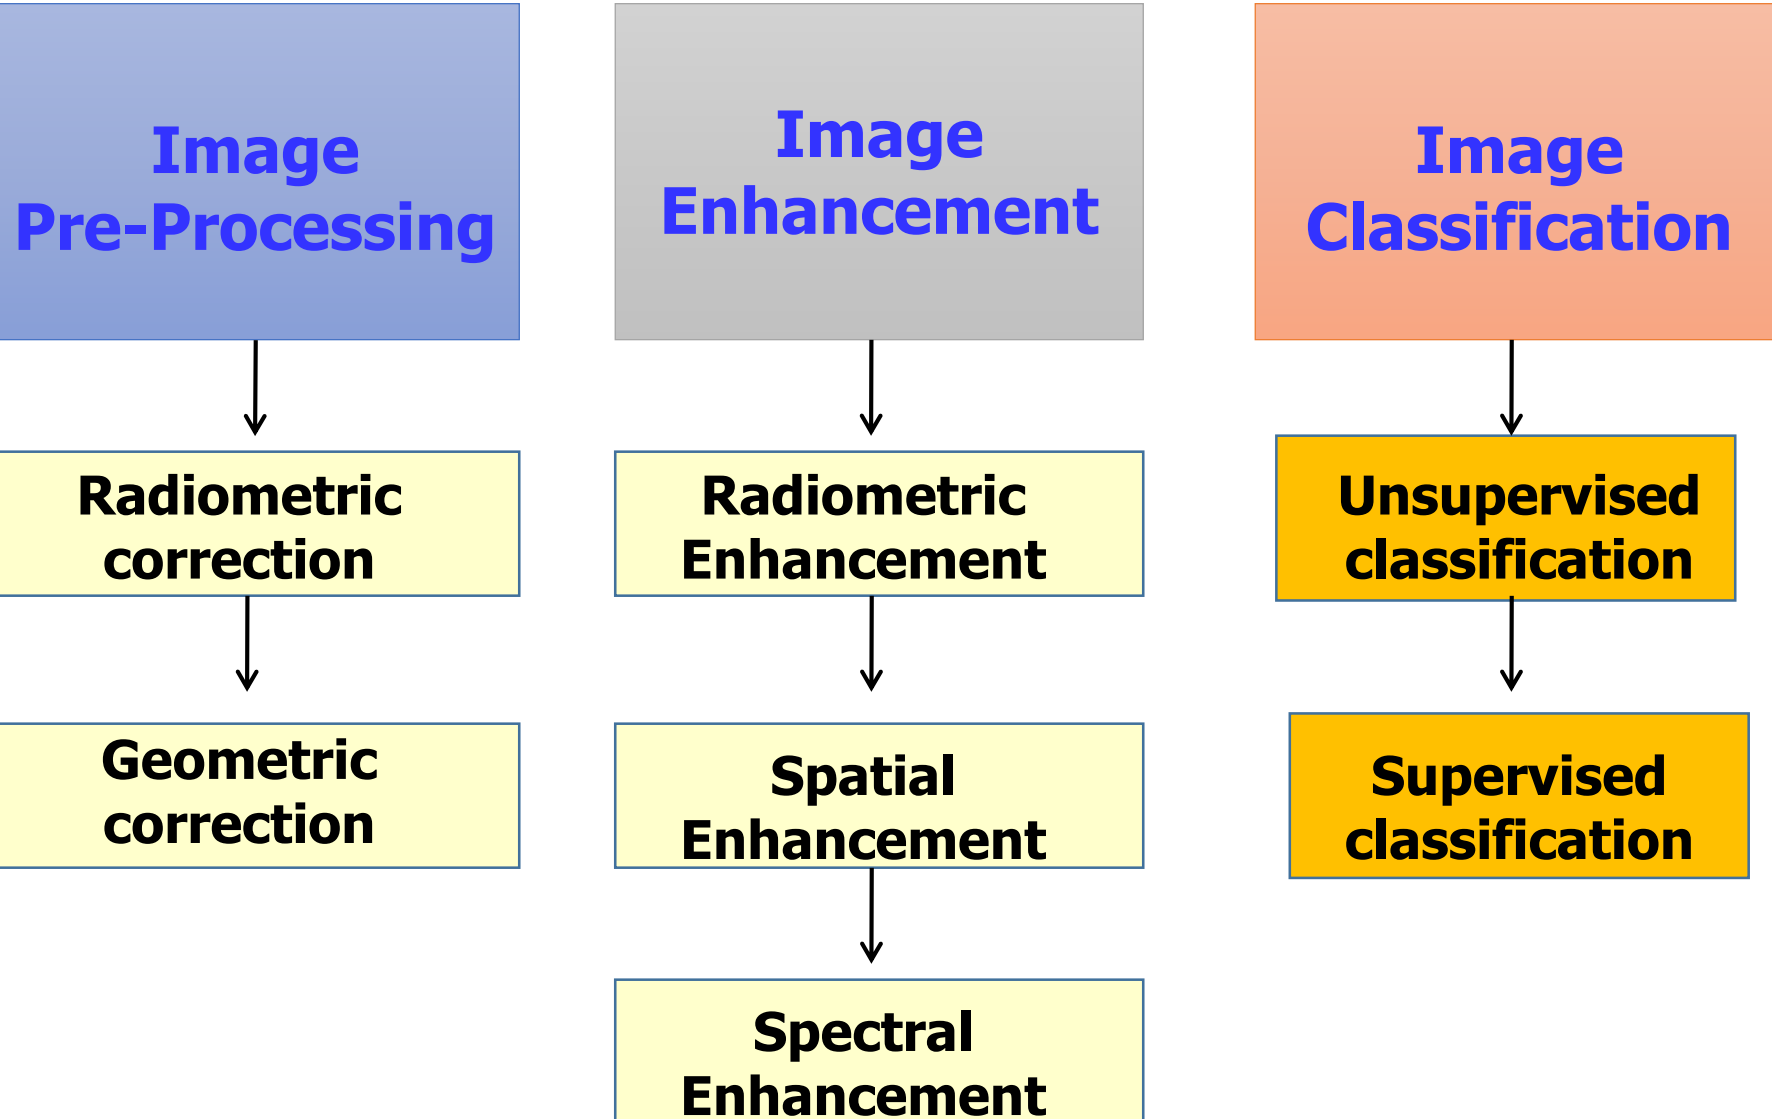 Image
Pre-Processing
Radiometric
correction
Geometric
correction
Image
Enhancement
Radiometric
Enhancement
Spatial
Enhancement
Spectral
Enhancement
Image
Classification
Unsupervised
classification
Supervised
classification